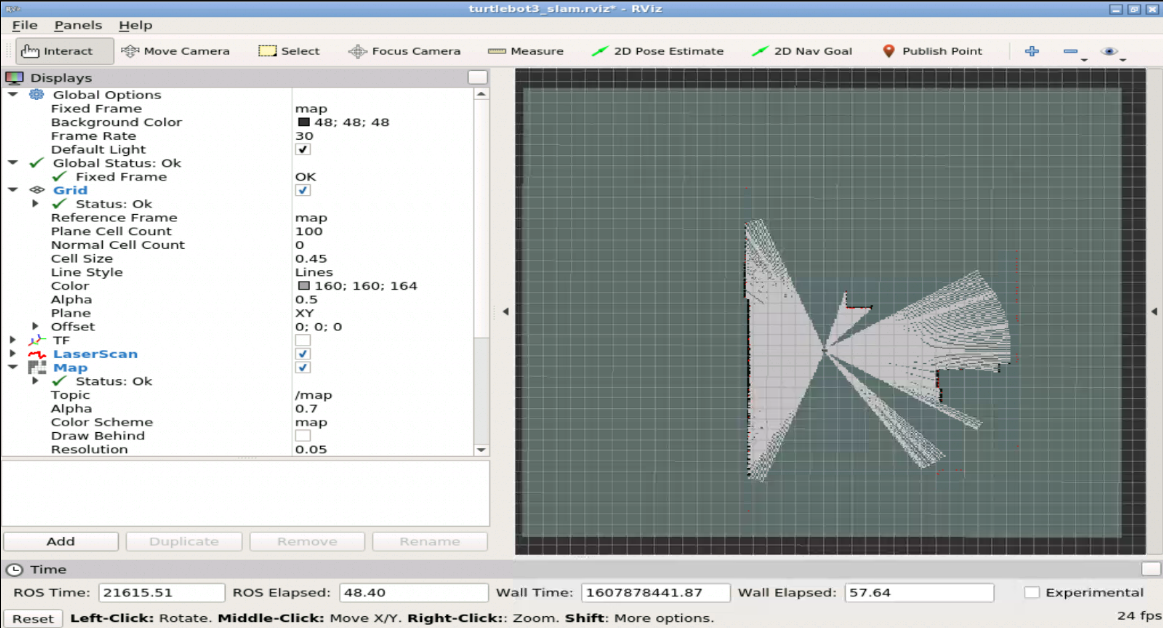 turtlebot3_slam.rviz* - RViz
File Panels Help
Interact Move Camera Select Focus Camera Measure 2D Pose Estimate 2D Nav Goal Publish Point
Displays
Global Options
Fixed Frame map
Background Color 48; 48; 48
Frame Rate 30
Default Light
Global Status: Ok
Fixed Frame OK
Grid
Status: Ok
Reference Frame map
Plane Cell Count 100
Normal Cell Count 0
Cell Size 0.45
Line Style Lines
Color 160; 160; 164
Alpha 0.5
Plane XY
Offset 0; 0; 0
TF
LaserScan
Map
Status: Ok
Topic /map
Alpha 0.7
Color Scheme map
Draw Behind
Resolution 0.05
Add Duplicate Remove Rename
Time
ROS Time: 21615.51 ROS Elapsed: 48.40 Wall Time: 1607878441.87 Wall Elapsed: 57.64 Experimental
Reset Left-Click: Rotate. Middle-Click: Move X/Y. Right-Click:: Zoom. Shift: More options. 24 fps